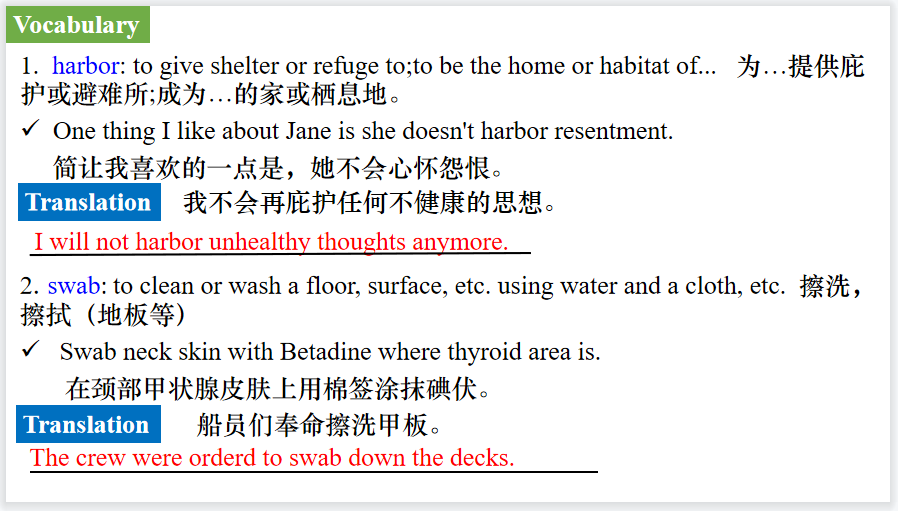 Vocabulary
1. harbor: to give shelter or refuge to;to be the home or habitat of... 为…提供庇
护或避难所;成为…的家或栖息地。
✓ One thing I like about Jane is she doesn't harbor resentment.
简让我喜欢的一点是，她不会心怀怨恨。
Translation 我不会再庇护任何不健康的思想。
I will not harbor unhealthy thoughts anymore.
2. swab: to clean or wash a floor, surface, etc. using water and a cloth, etc. 擦洗，
擦拭（地板等）
✓ Swab neck skin with Betadine where thyroid area is.
在颈部甲状腺皮肤上用棉签涂抹碘伏。
Translation 船员们奉命擦洗甲板。
The crew were orderd to swab down the decks.